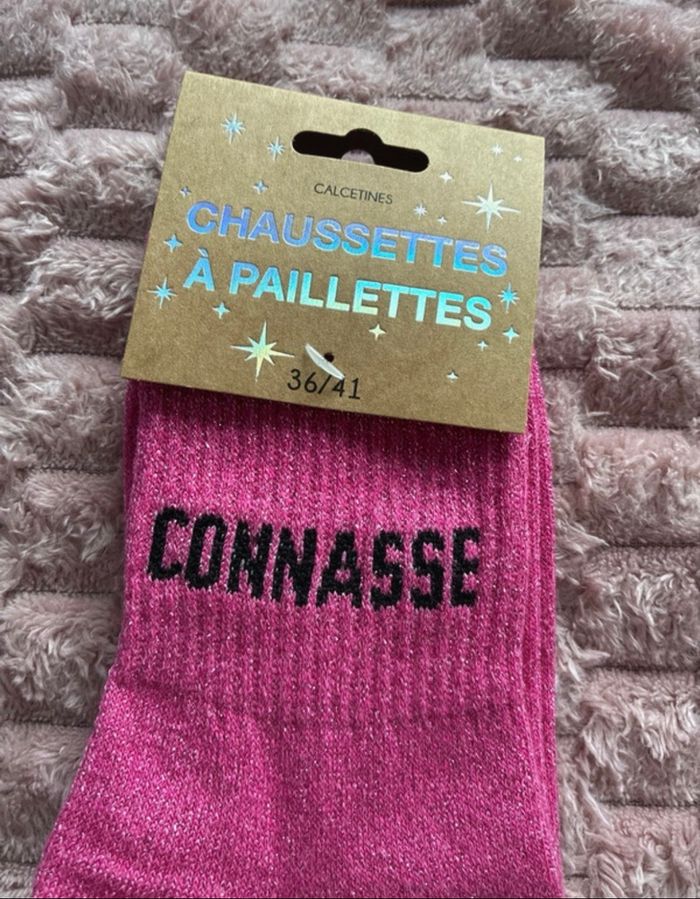 CALCETINES
CHAUSSETTES
À PAILLETTES
36/41
CONNASSE